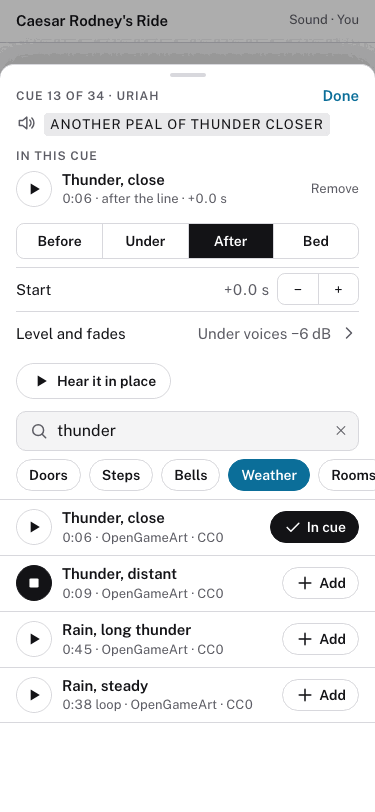 Caesar Rodney's Ride
Sound · You
CUE 13 OF 34 · URIAH
Done
ANOTHER PEAL OF THUNDER CLOSER
IN THIS CUE
Thunder, close
0:06 · after the line · +0.0 s
Remove
Before
Under
After
Bed
Start
+0.0 s
−
+
Level and fades
Under voices −6 dB
Hear it in place
thunder
Doors
Steps
Bells
Weather
Rooms
Thunder, close
0:06 · OpenGameArt · CC0
In cue
Thunder, distant
0:09 · OpenGameArt · CC0
Add
Rain, long thunder
0:45 · OpenGameArt · CC0
Add
Rain, steady
0:38 loop · OpenGameArt · CC0
Add